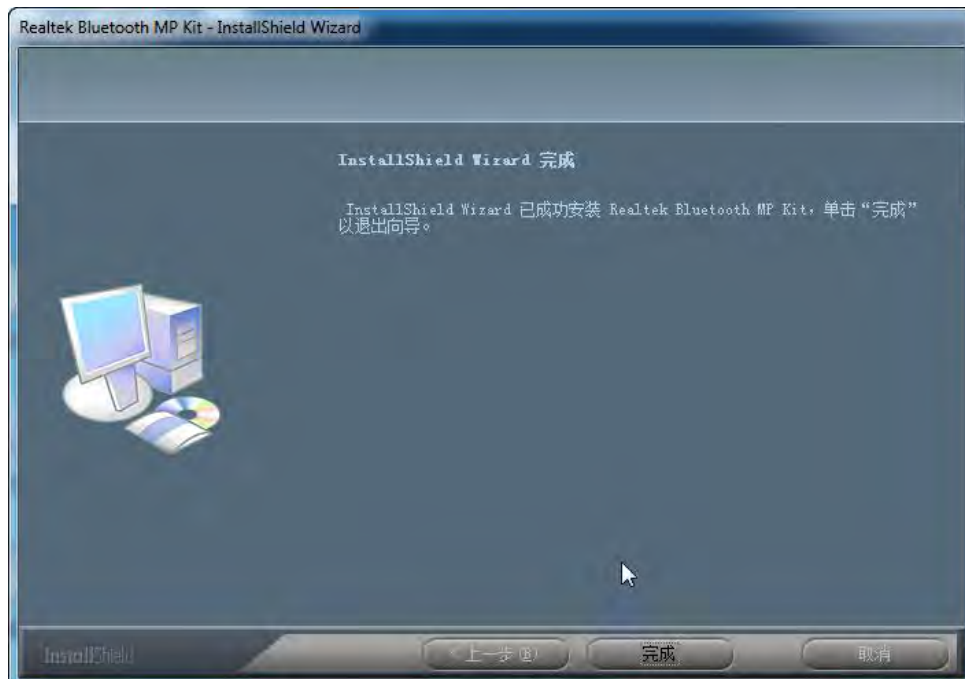 Realtek Bluetooth MP Kit - InstallShield Wizard
InstallShield Wizard 完成
InstallShield Wizard 已成功安装 Realtek Bluetooth MP Kit，单击“完成”
以退出向导。
InstallShield
< 上一步(B)
完成
取消